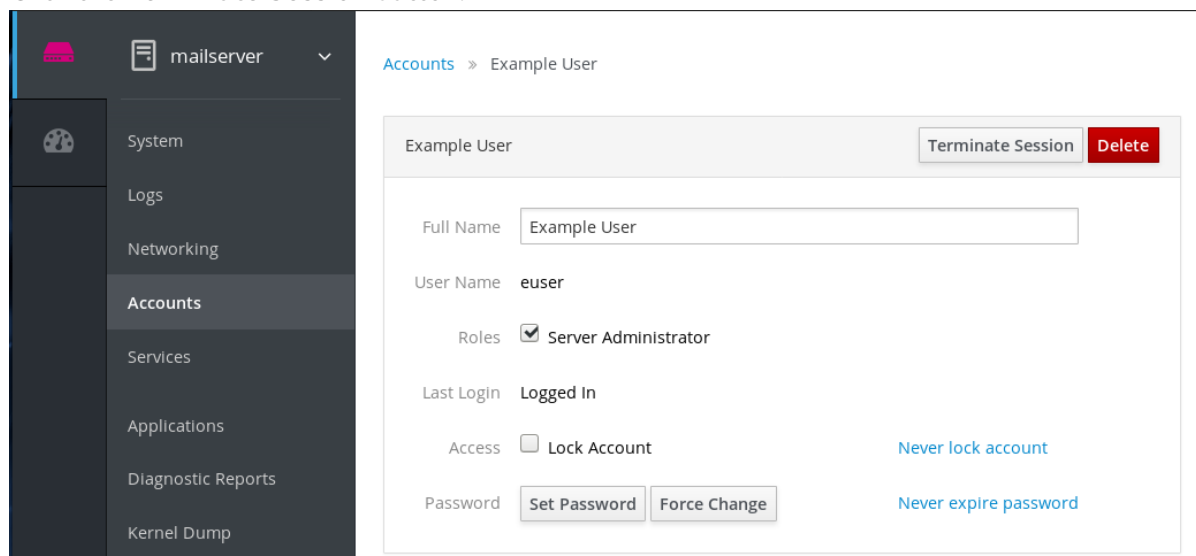 mailserver
Accounts » Example User
System
Logs
Networking
Accounts
Services
Applications
Diagnostic Reports
Kernel Dump
Example User
Terminate Session
Delete
Full Name
Example User
User Name euser
Roles Server Administrator
Last Login Logged In
Access Lock Account
Never lock account
Password Set Password Force Change
Never expire password